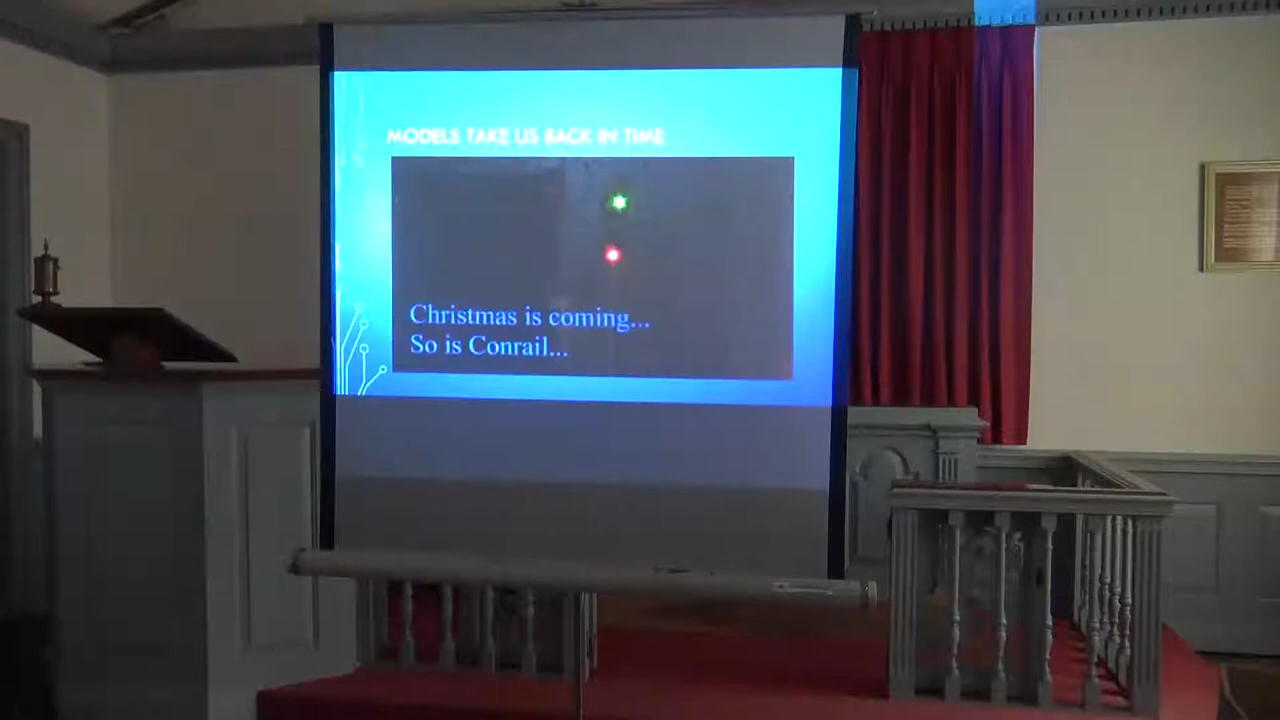 MODELS TAKE US BACK IN TIME
Christmas is coming...
So is Conrail...